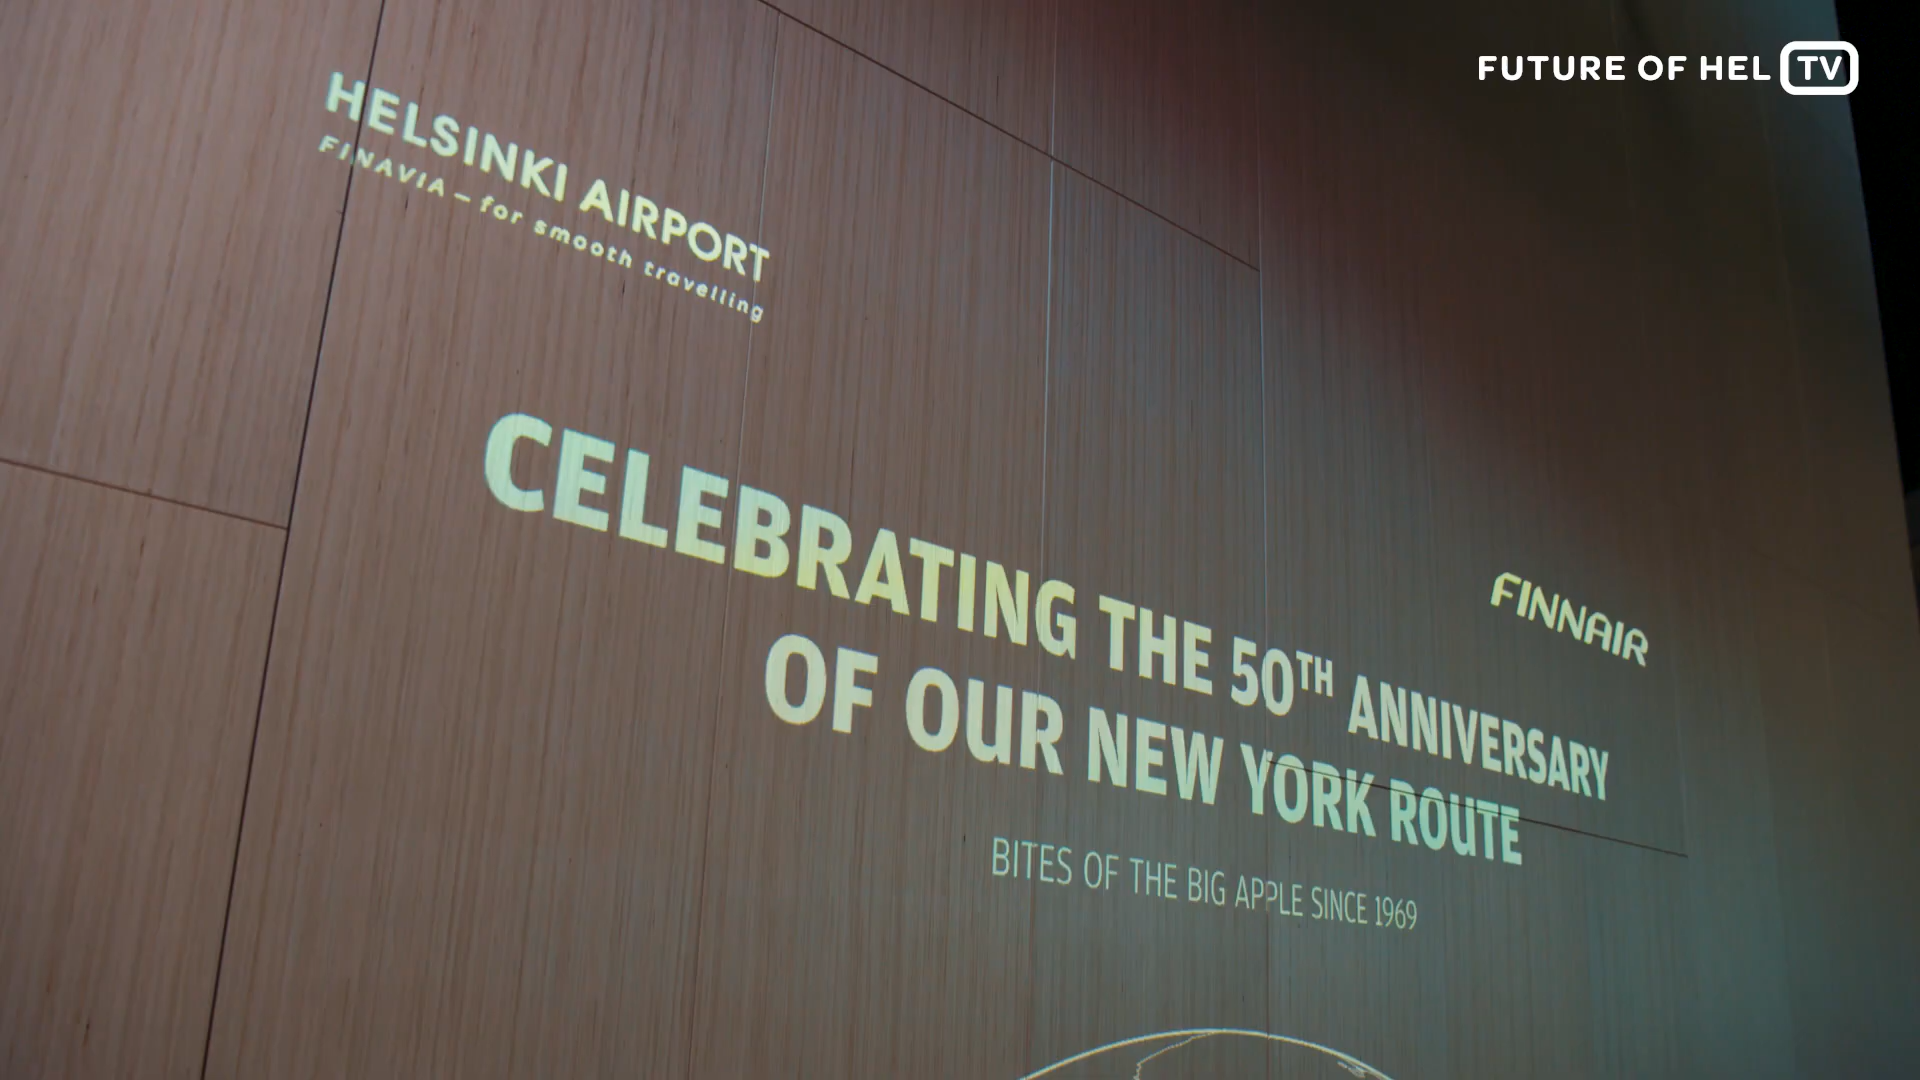 FUTURE OF HEL TV
HELSINKI AIRPORT
FINAVIA – for smooth travelling
FINNAIR
CELEBRATING THE 50TH ANNIVERSARY
OF OUR NEW YORK ROUTE
BITES OF THE BIG APPLE SINCE 1969